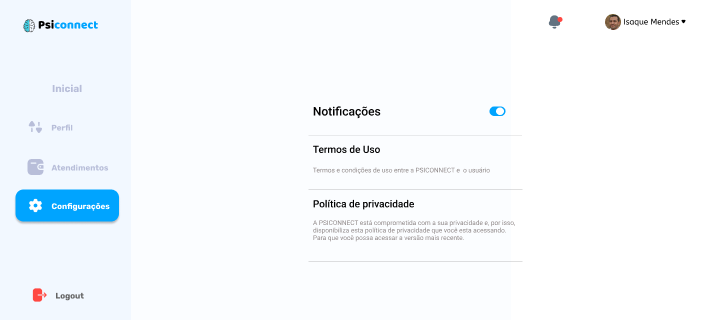 Psiconnect
Isaque Mendes
Inicial
Perfil
Atendimentos
Configurações
Logout
Notificações
Termos de Uso
Termos e condições de uso entre a PSICONNECT e o usuário
Política de privacidade
A PSICONNECT está comprometida com a sua privacidade e, por isso,
disponibiliza esta política de privacidade que você esta acessando.
Para que você possa acessar a versão mais recente.